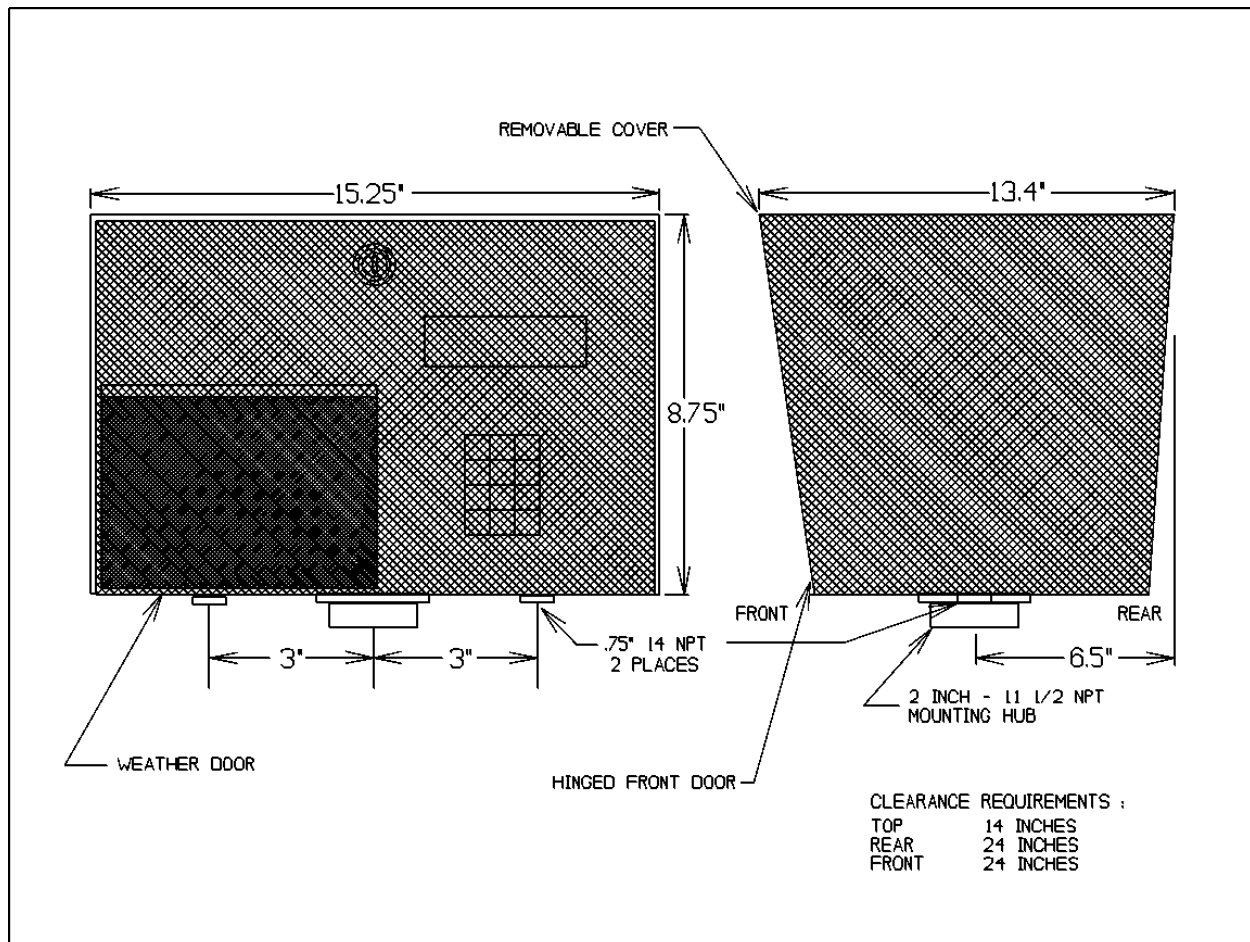 REMOVABLE COVER
15.25"
13.4"
8.75"
FRONT
REAR
.75" 14 NPT
2 PLACES
3"
3"
6.5"
2 INCH - 11 1/2 NPT
MOUNTING HUB
WEATHER DOOR
HINGED FRONT DOOR
CLEARANCE REQUIREMENTS :
TOP 14 INCHES
REAR 24 INCHES
FRONT 24 INCHES